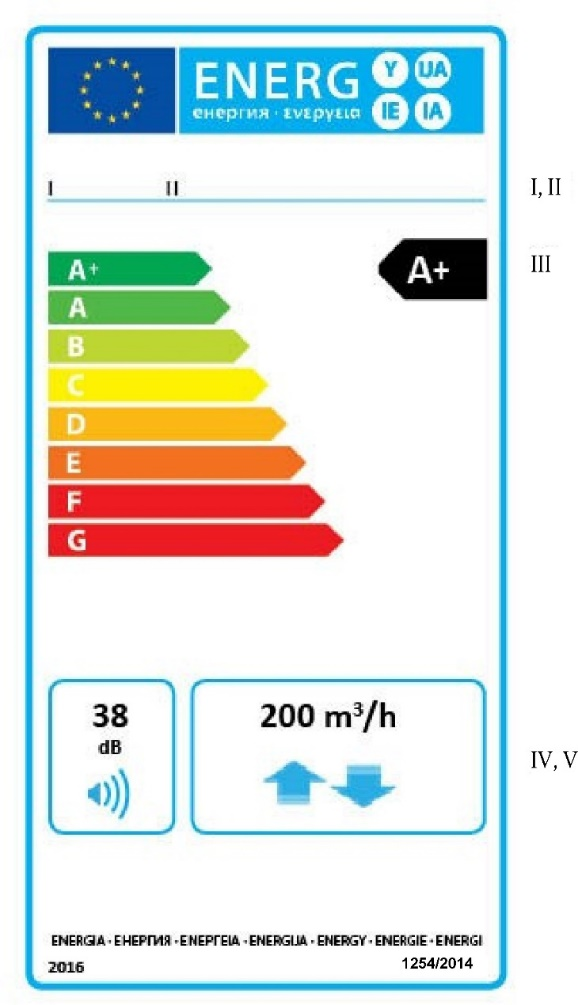 ENERG Y UA
енергия · ενεργεια IE IA
I II I, II
A+ A+ III
A
B
C
D
E
F
G
38 200 m³/h
dB
IV, V
ENERGIA · ЕНЕРГИЯ · ΕΝΕΡΓΕΙΑ · ENERGIJA · ENERGY · ENERGIE · ENERGI
2016 1254/2014